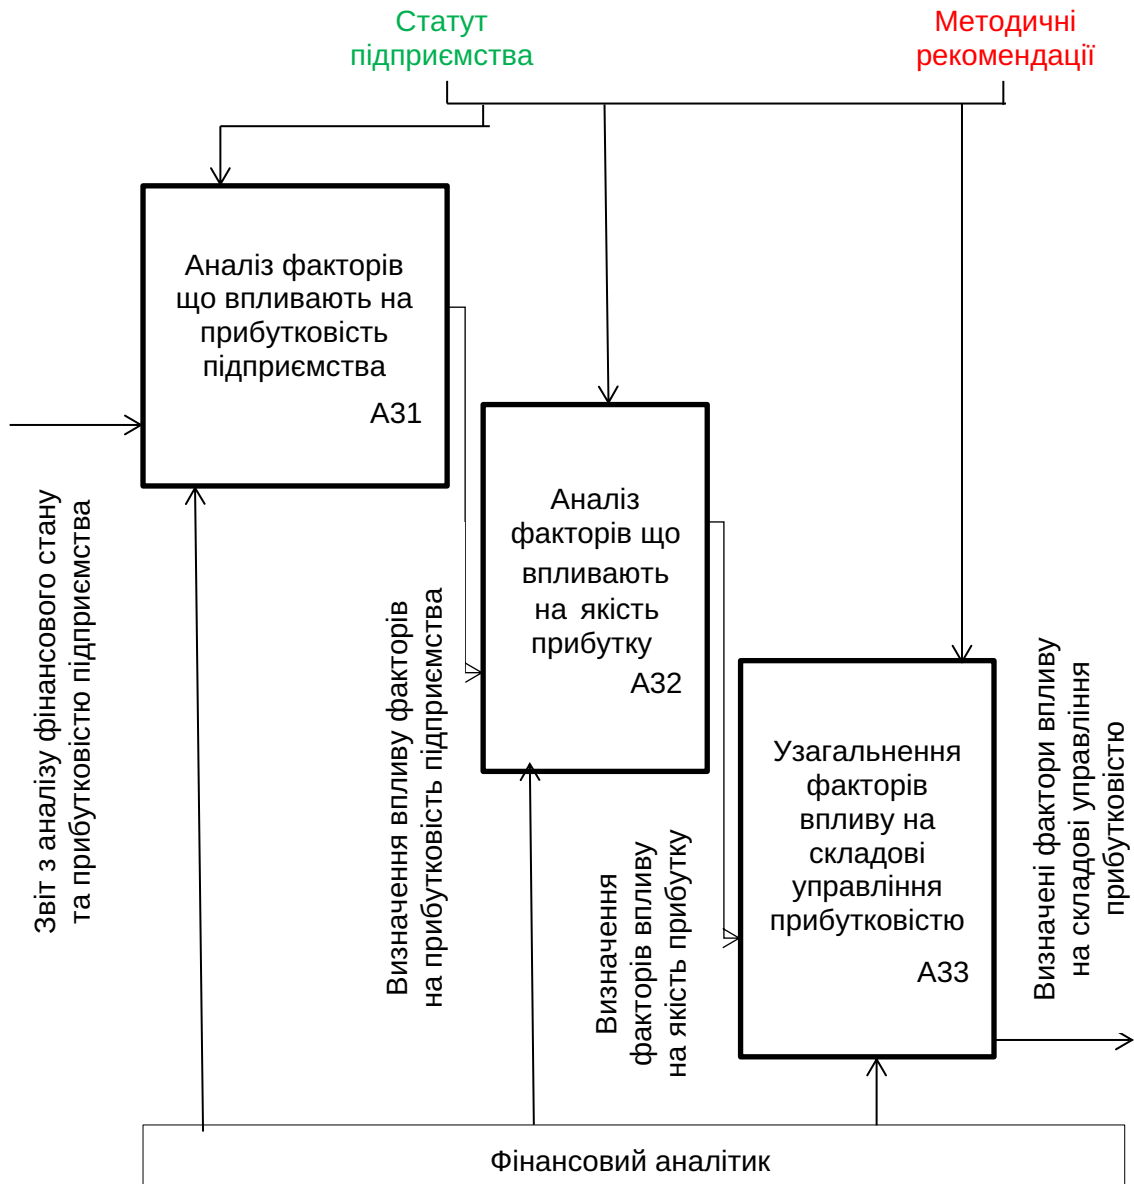 Статут
підприємства
Методичні
рекомендації
Аналіз факторів
що впливають на
прибутковість
підприємства
А31
Звіт з аналізу фінансового стану
та прибутковістю підприємства
Визначення впливу факторів
на прибутковість підприємства
Аналіз
факторів що
впливають
на якість
прибутку
А32
Визначення
факторів впливу
на якість прибутку
Узагальнення
факторів
впливу на
складові
управління
прибутковістю
А33
Визначені фактори впливу
на складові управління
прибутковістю
Фінансовий аналітик